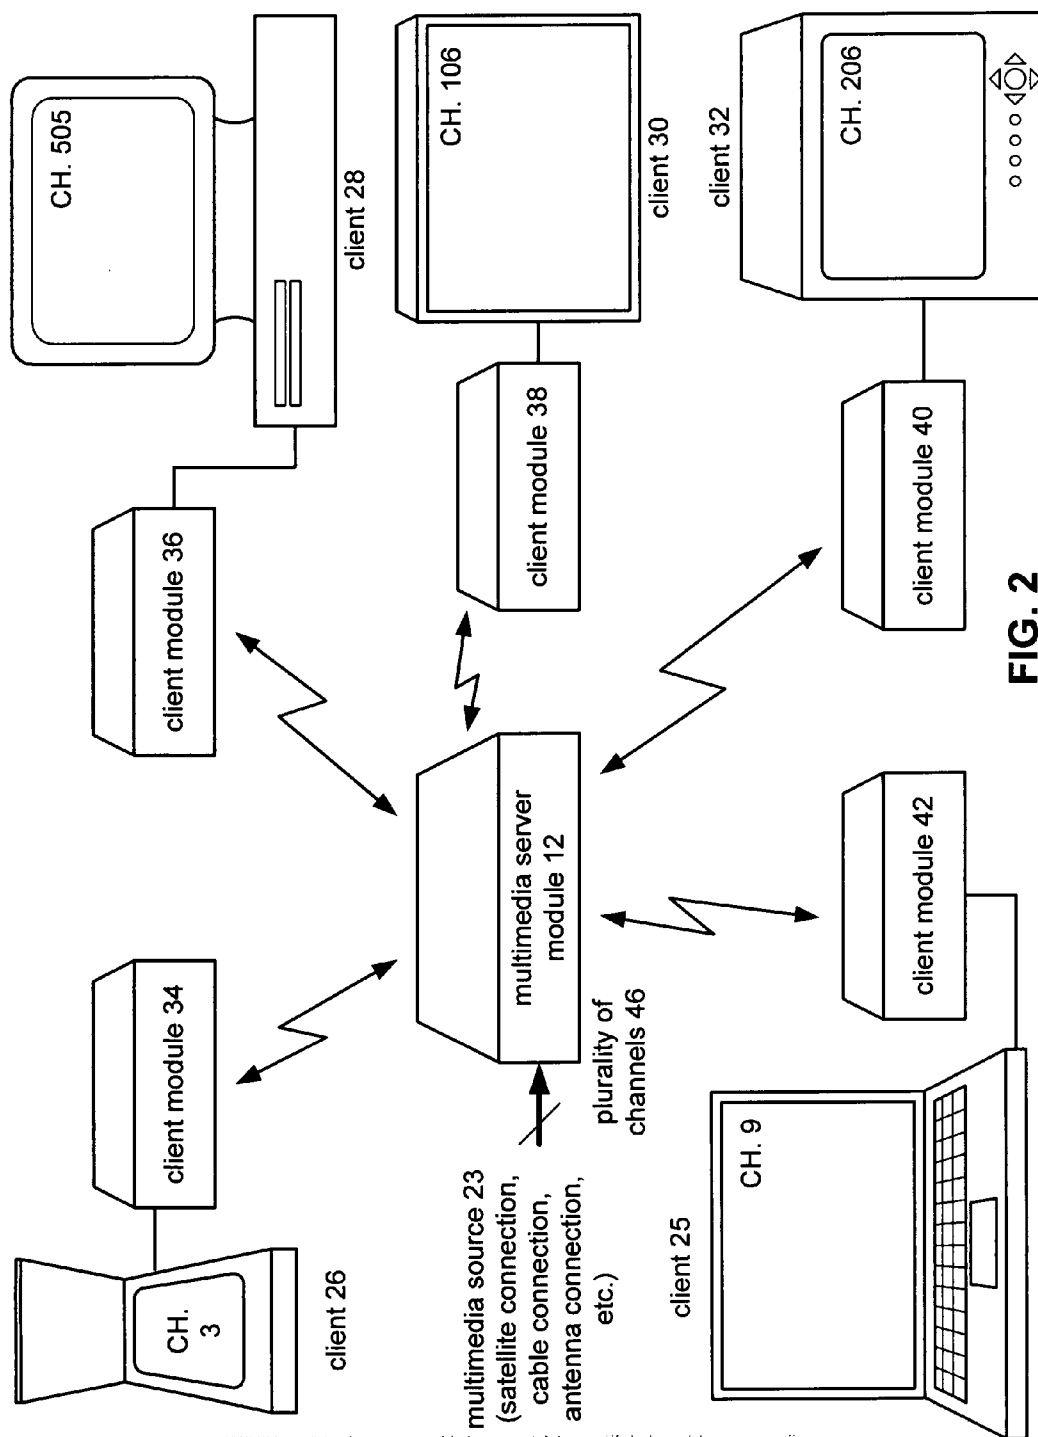 CH.
3
client 26
client module 34
client module 36
CH. 505
client 28
multimedia source 23
(satellite connection,
cable connection,
antenna connection,
etc.)
plurality of
channels 46
multimedia server
module 12
client module 38
CH. 106
client 30
client 25
CH. 9
client module 42
client module 40
client 32
CH. 206
FIG. 2